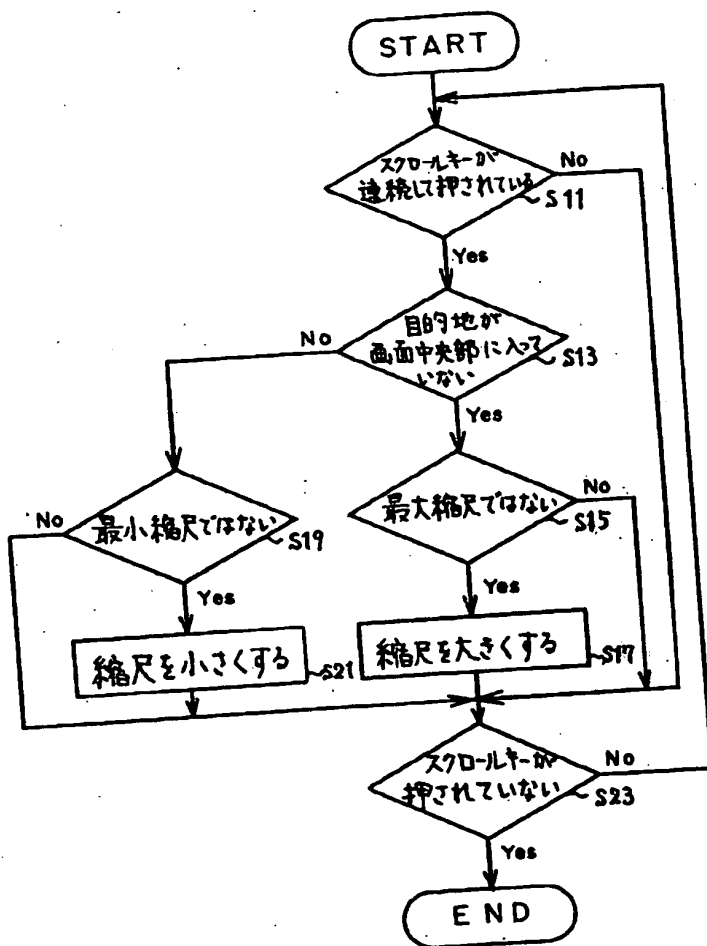 START
スクロールキーが
連続して押されている
No
S11
Yes
目的地が
画面中央部に入って
いない
No
S13
Yes
最小縮尺ではない
No
S19
Yes
最大縮尺ではない
No
S15
Yes
縮尺を小さくする
S21
縮尺を大きくする
S17
スクロールキーが
押されていない
No
S23
Yes
END